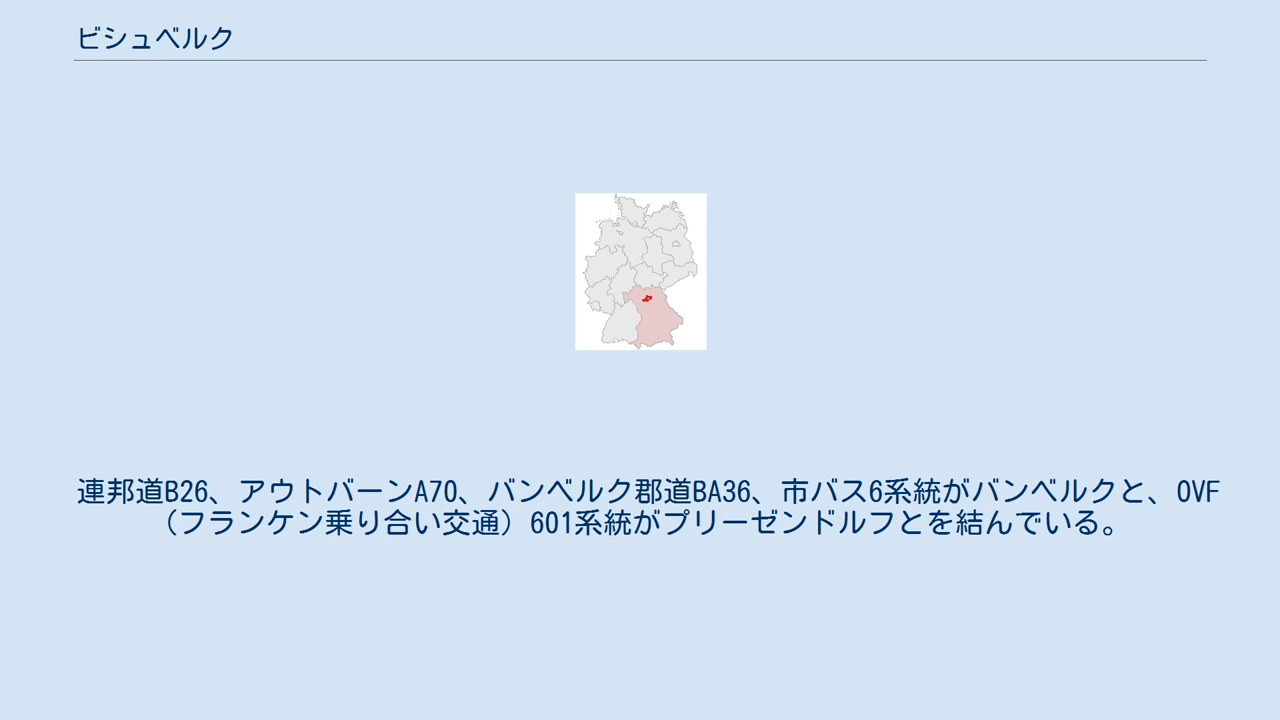 ビシュベルク
連邦道B26、アウトバーンA70、バンベルク郡道BA36、市バス6系統がバンベルクと、OVF
（フランケン乗り合い交通）601系統がプリーゼンドルフとを結んでいる。